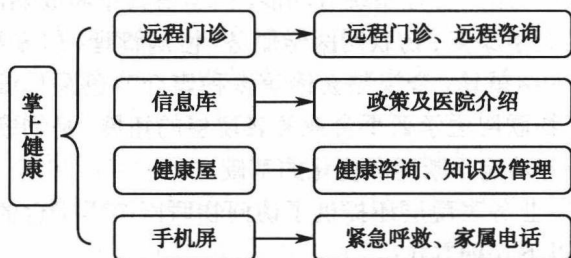 掌上健康
远程门诊
远程门诊、远程咨询
信息库
政策及医院介绍
健康屋
健康咨询、知识及管理
手机屏
紧急呼救、家属电话